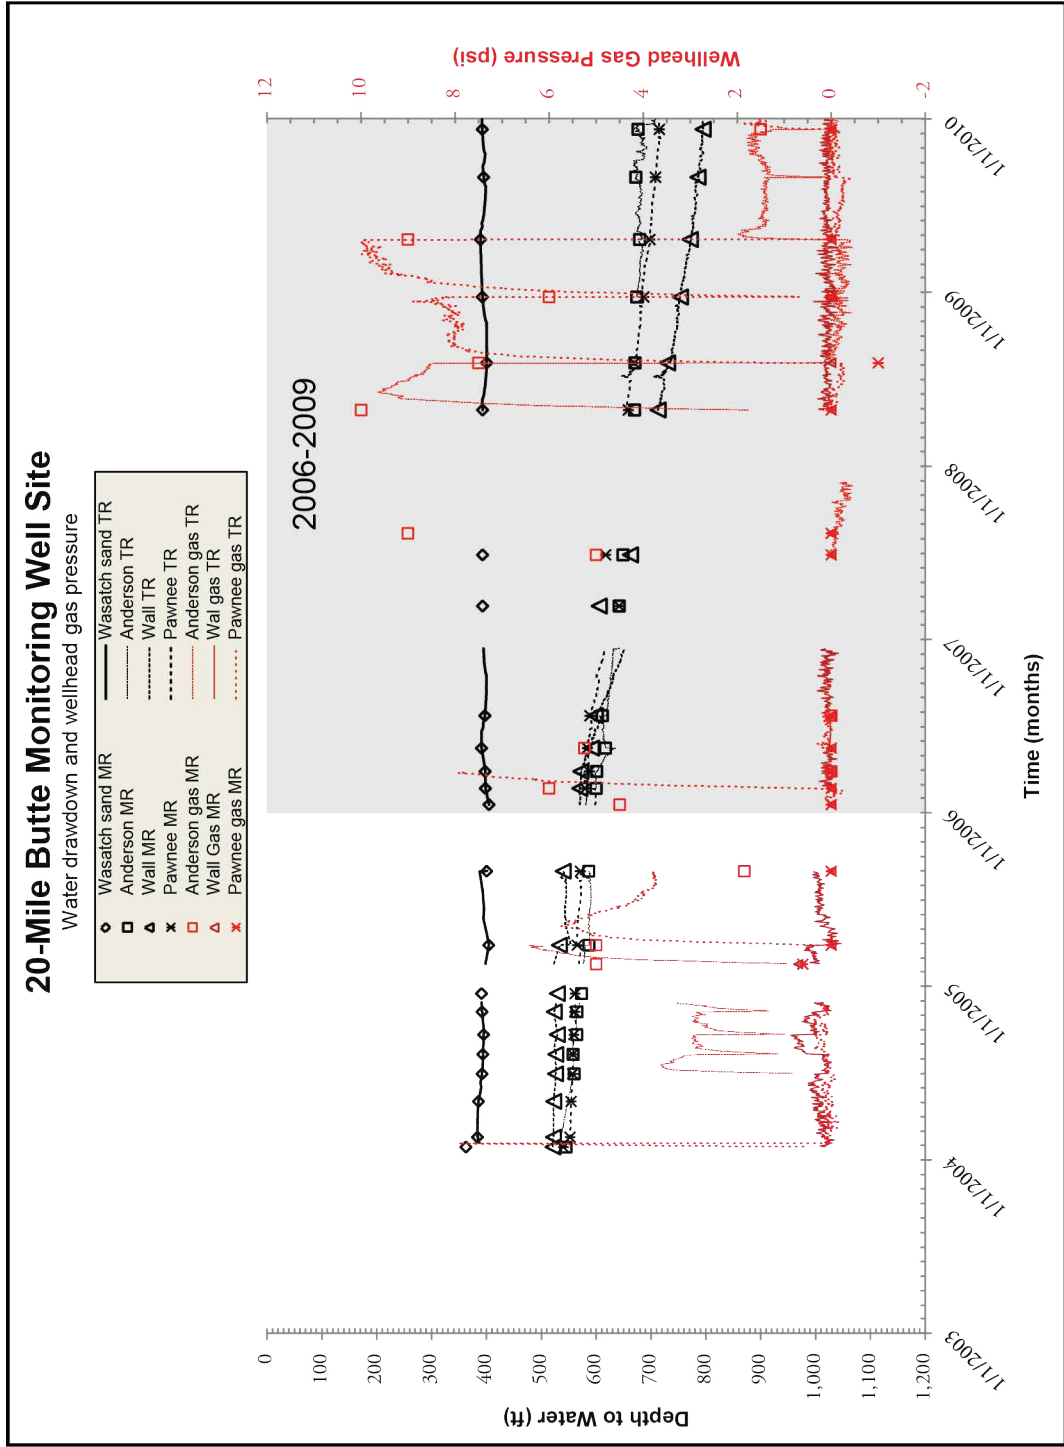 20-Mile Butte Monitoring Well Site
Water drawdown and wellhead gas pressure
Wasatch sand MR
Wasatch sand TR
Anderson MR
Anderson TR
Wall MR
Wall TR
Pawnee MR
Pawnee TR
Anderson gas MR
Anderson gas TR
Wall Gas MR
Wal gas TR
Pawnee gas MR
Pawnee gas TR
2006-2009
Depth to Water (ft)
0
100
200
300
400
500
600
700
800
900
1,000
1,100
1,200
Wellhead Gas Pressure (psi)
12
10
8
6
4
2
0
-2
1/1/2003
1/1/2004
1/1/2005
1/1/2006
1/1/2007
1/1/2008
1/1/2009
1/1/2010
Time (months)